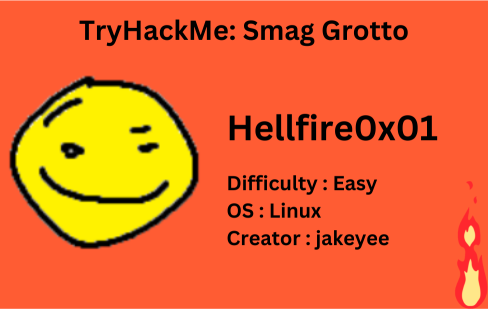 TryHackMe: Smag Grotto
Hellfire0x01
Difficulty : Easy
OS : Linux
Creator : jakeyee